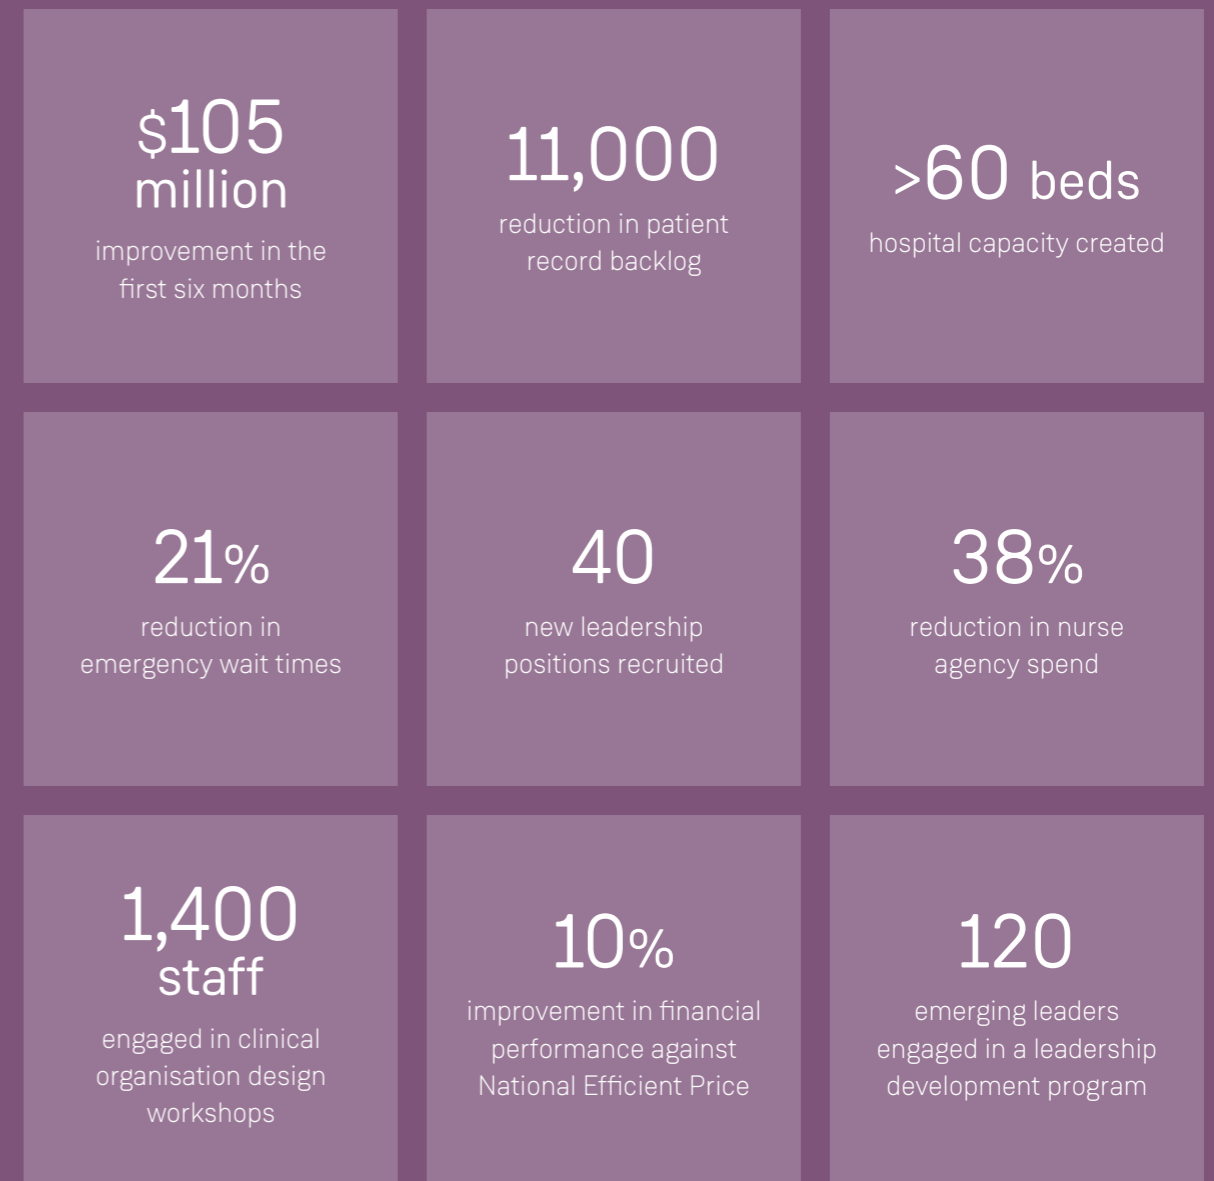 $105
million
improvement in the
first six months
11,000
reduction in patient
record backlog
>60 beds
hospital capacity created
21%
reduction in
emergency wait times
40
new leadership
positions recruited
38%
reduction in nurse
agency spend
1,400
staff
engaged in clinical
organisation design
workshops
10%
improvement in financial
performance against
National Efficient Price
120
emerging leaders
engaged in a leadership
development program